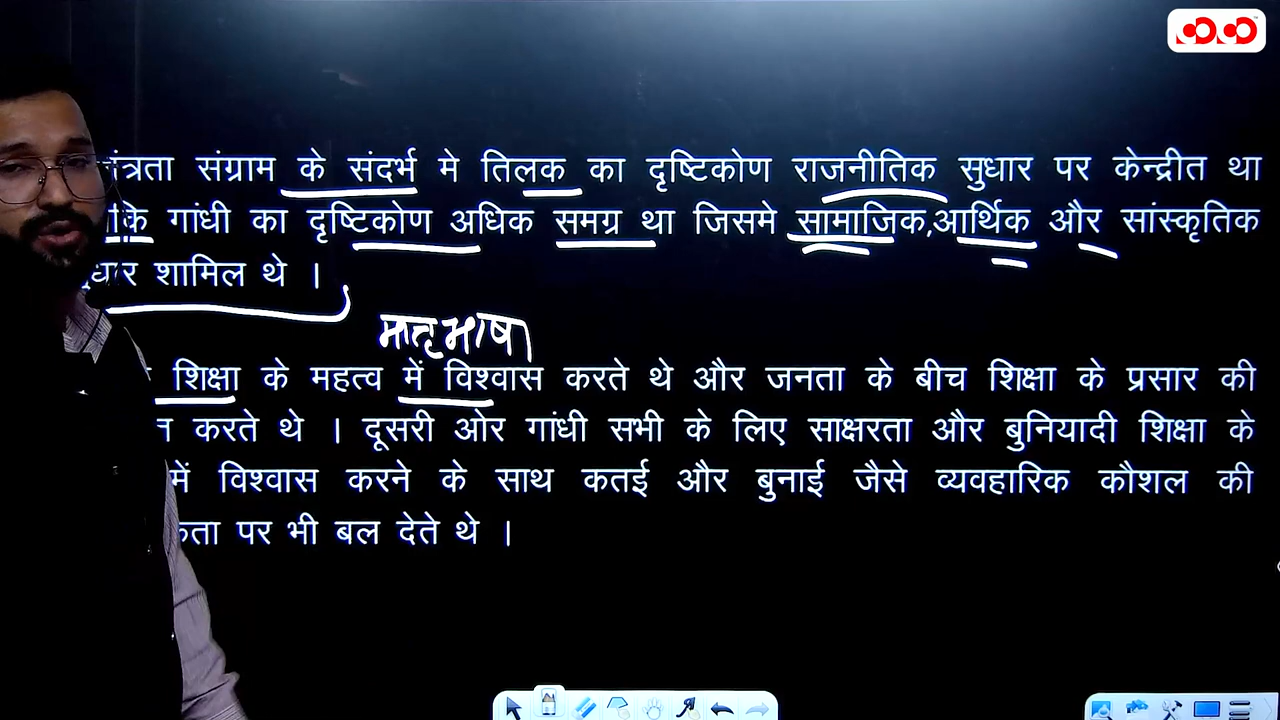 संग्राम के संदर्भ मे तिलक का दृष्टिकोण राजनीतिक सुधार पर केन्द्रीत था
गांधी का दृष्टिकोण अधिक समग्र था जिसमे सामाजिक,आर्थिक और सांस्कृतिक
शामिल थे ।
मातृभाषा
शिक्षा के महत्व में विश्वास करते थे और जनता के बीच शिक्षा के प्रसार की
करते थे । दूसरी ओर गांधी सभी के लिए साक्षरता और बुनियादी शिक्षा के
में विश्वास करने के साथ कतई और बुनाई जैसे व्यवहारिक कौशल की
पर भी बल देते थे ।